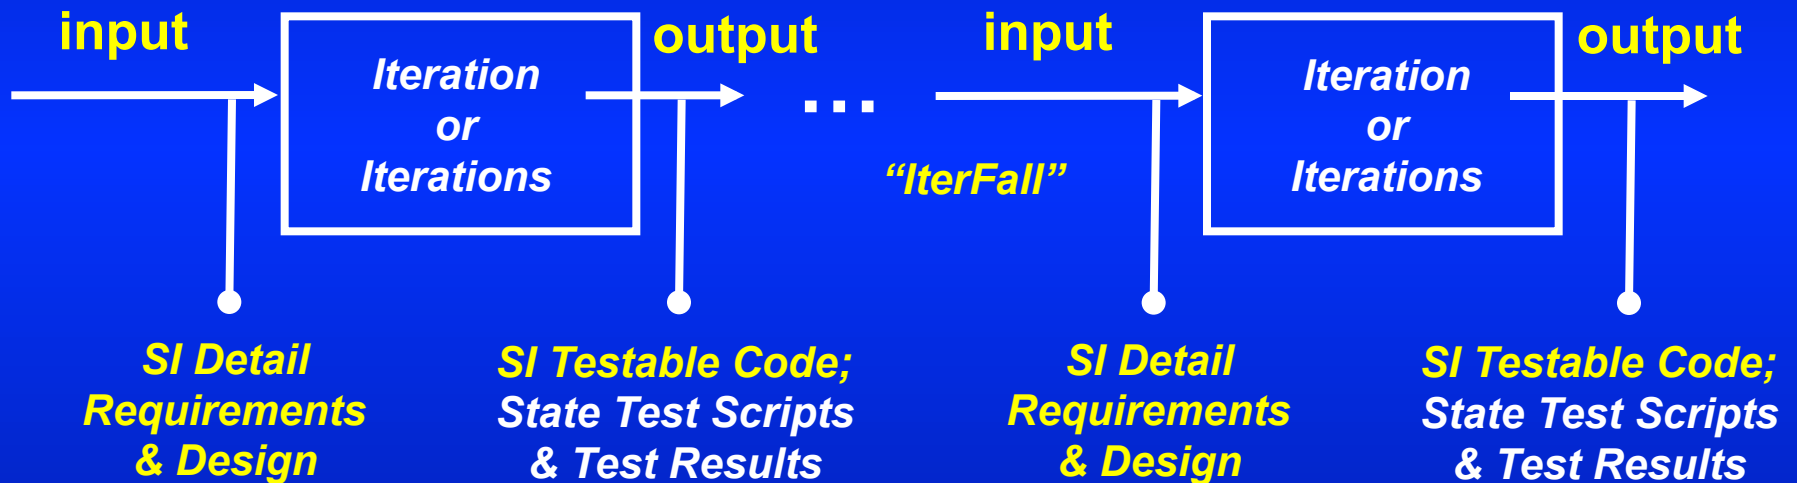 input
Iteration
or
Iterations
output
...
“IterFall”
input
Iteration
or
Iterations
output
SI Detail
Requirements
& Design
SI Testable Code;
State Test Scripts
& Test Results
SI Detail
Requirements
& Design
SI Testable Code;
State Test Scripts
& Test Results